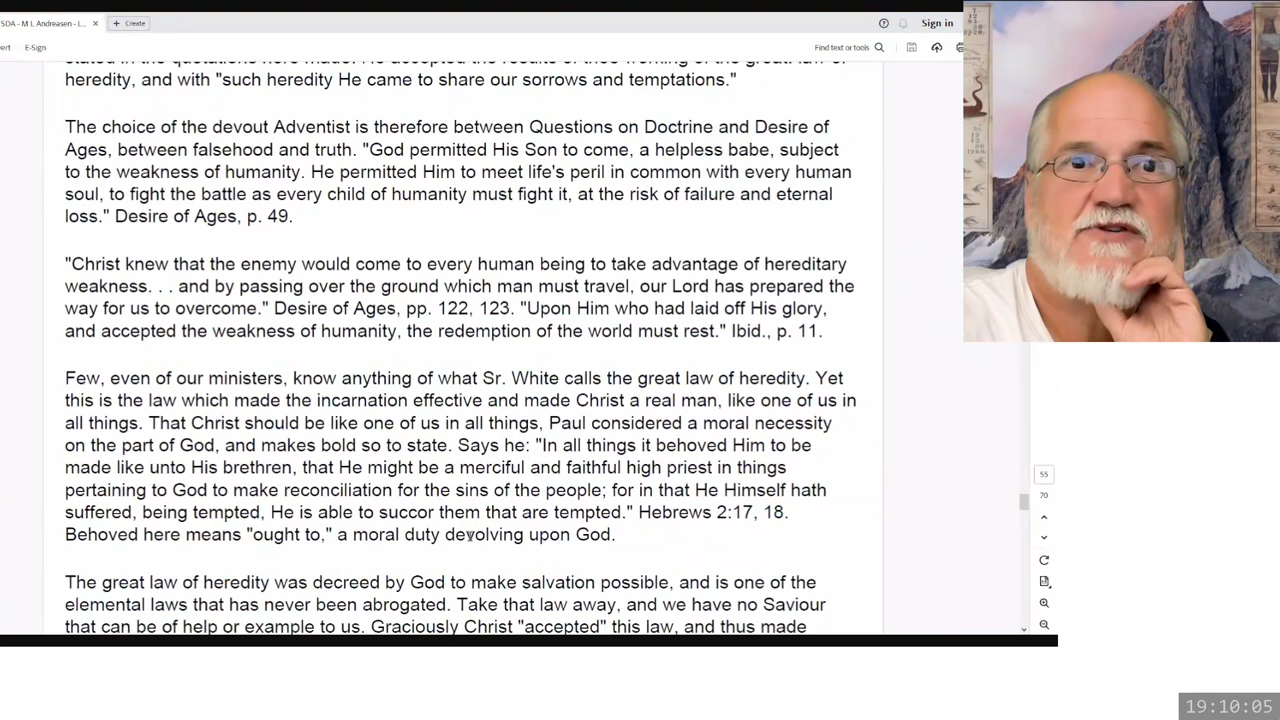 SDA - M L Andreasen - L...
Create
Sign in
E-Sign
Find text or tools
heredity, and with "such heredity He came to share our sorrows and temptations."
The choice of the devout Adventist is therefore between Questions on Doctrine and Desire of
Ages, between falsehood and truth. "God permitted His Son to come, a helpless babe, subject
to the weakness of humanity. He permitted Him to meet life's peril in common with every human
soul, to fight the battle as every child of humanity must fight it, at the risk of failure and eternal
loss." Desire of Ages, p. 49.
"Christ knew that the enemy would come to every human being to take advantage of hereditary
weakness. . . and by passing over the ground which man must travel, our Lord has prepared the
way for us to overcome." Desire of Ages, pp. 122, 123. "Upon Him who had laid off His glory,
and accepted the weakness of humanity, the redemption of the world must rest." Ibid., p. 11.
Few, even of our ministers, know anything of what Sr. White calls the great law of heredity. Yet
this is the law which made the incarnation effective and made Christ a real man, like one of us in
all things. That Christ should be like one of us in all things, Paul considered a moral necessity
on the part of God, and makes bold so to state. Says he: "In all things it behoved Him to be
made like unto His brethren, that He might be a merciful and faithful high priest in things
pertaining to God to make reconciliation for the sins of the people; for in that He Himself hath
suffered, being tempted, He is able to succor them that are tempted." Hebrews 2:17, 18.
Behoved here means "ought to," a moral duty devolving upon God.
The great law of heredity was decreed by God to make salvation possible, and is one of the
elemental laws that has never been abrogated. Take that law away, and we have no Saviour
that can be of help or example to us. Graciously Christ "accepted" this law, and thus made
55
70
19:10:05